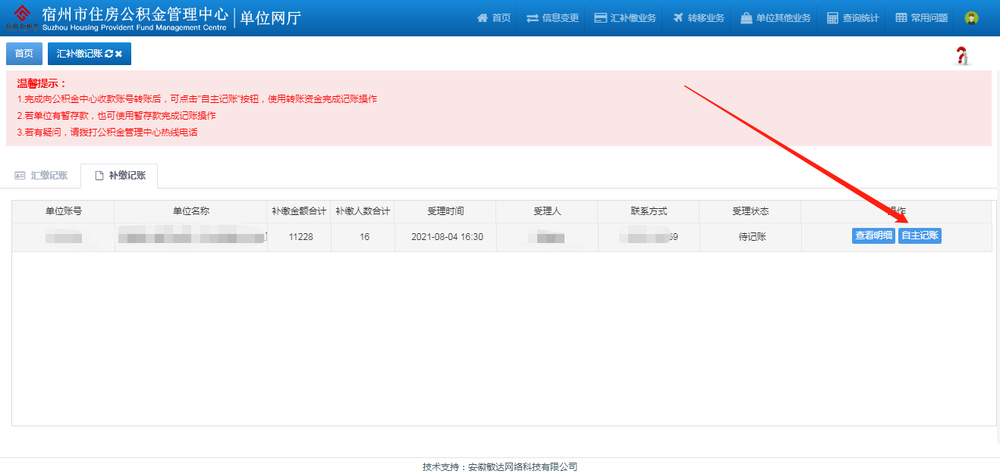 宿州市住房公积金管理中心 单位网厅
Suzhou Housing Provident Fund Management Centre
首页 信息变更 汇补缴业务 转移业务 单位其他业务 查询统计 常用问题
首页 汇补缴记账
温馨提示：
1.完成向公积金中心收款账号转账后，可点击"自主记账"按钮，使用转账资金完成记账操作
2.若单位有暂存款，也可使用暂存款完成记账操作
3.若有疑问，请拨打公积金管理中心热线电话
汇缴记账 补缴记账
单位账号 单位名称 补缴金额合计 补缴人数合计 受理时间 受理人 联系方式 受理状态 操作
11228 16 2021-08-04 16:30 59 待记账 查看明细 自主记账
技术支持：安徽敏达网络科技有限公司